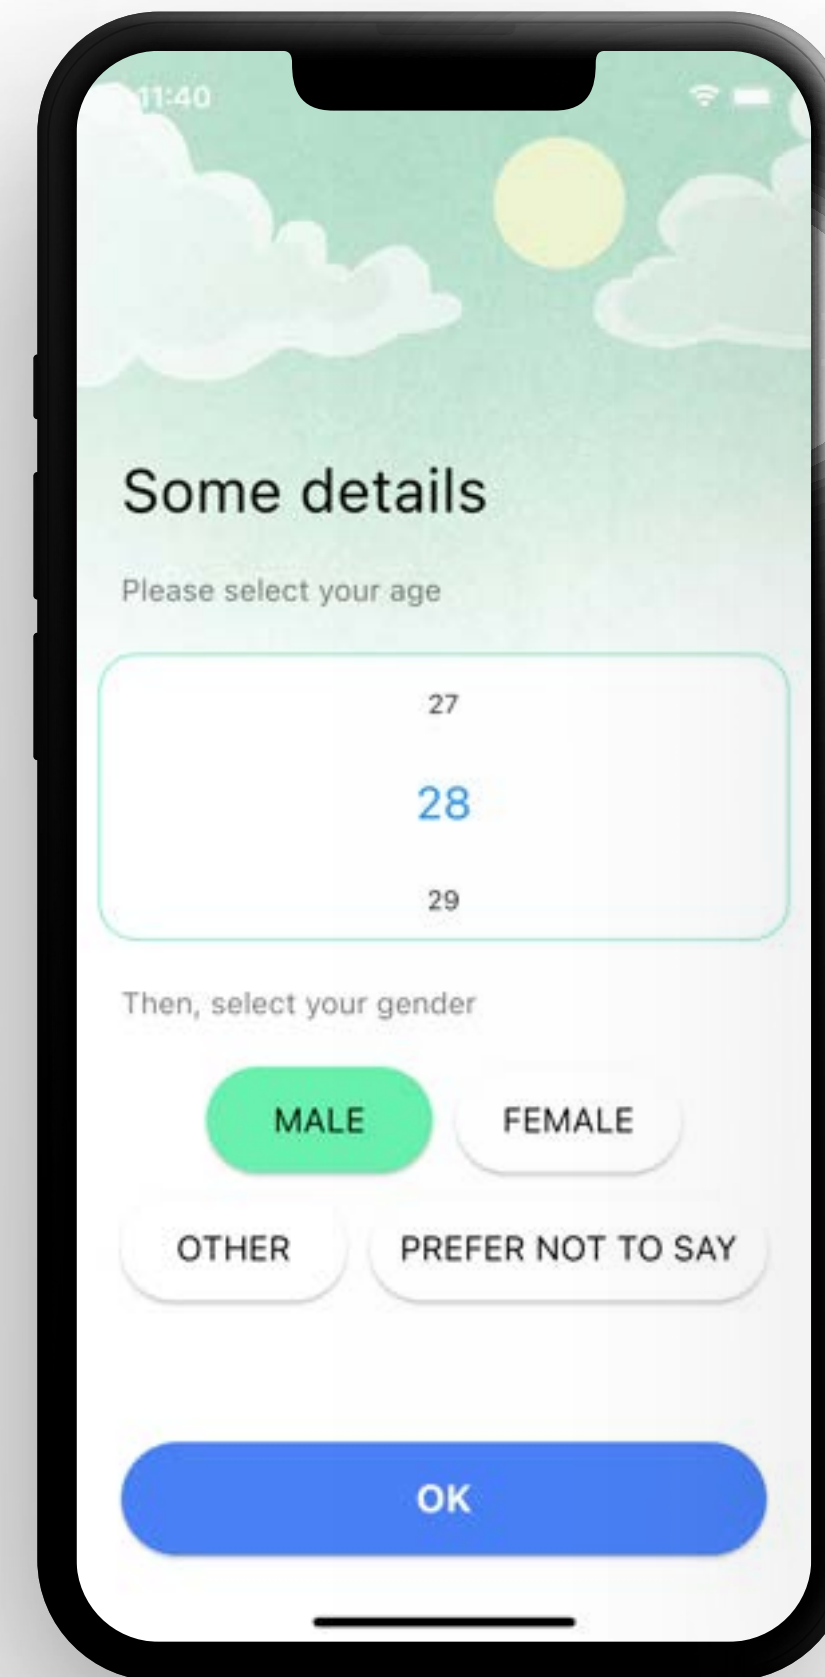 11:40
Some details
Please select your age
27
28
29
Then, select your gender
MALE FEMALE
OTHER PREFER NOT TO SAY
OK